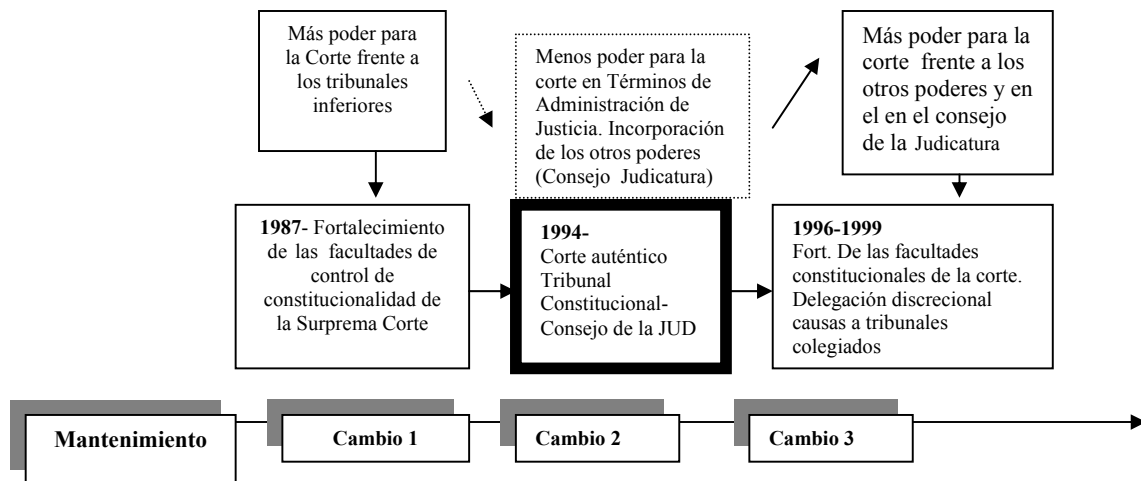 Más poder para
la Corte frente a
los tribunales
inferiores
Menos poder para la
corte en Términos de
Administración de
Justicia. Incorporación
de los otros poderes
(Consejo Judicatura)
Más poder para la
corte frente a los
otros poderes y en
el en el consejo
de la Judicatura
1987- Fortalecimiento
de las facultades de
control de
constitucionalidad de
la Surprema Corte
1994-
Corte auténtico
Tribunal
Constitucional-
Consejo de la JUD
1996-1999
Fort. De las facultades
constitucionales de la corte.
Delegación discrecional
causas a tribunales
colegiados
Mantenimiento
Cambio 1
Cambio 2
Cambio 3